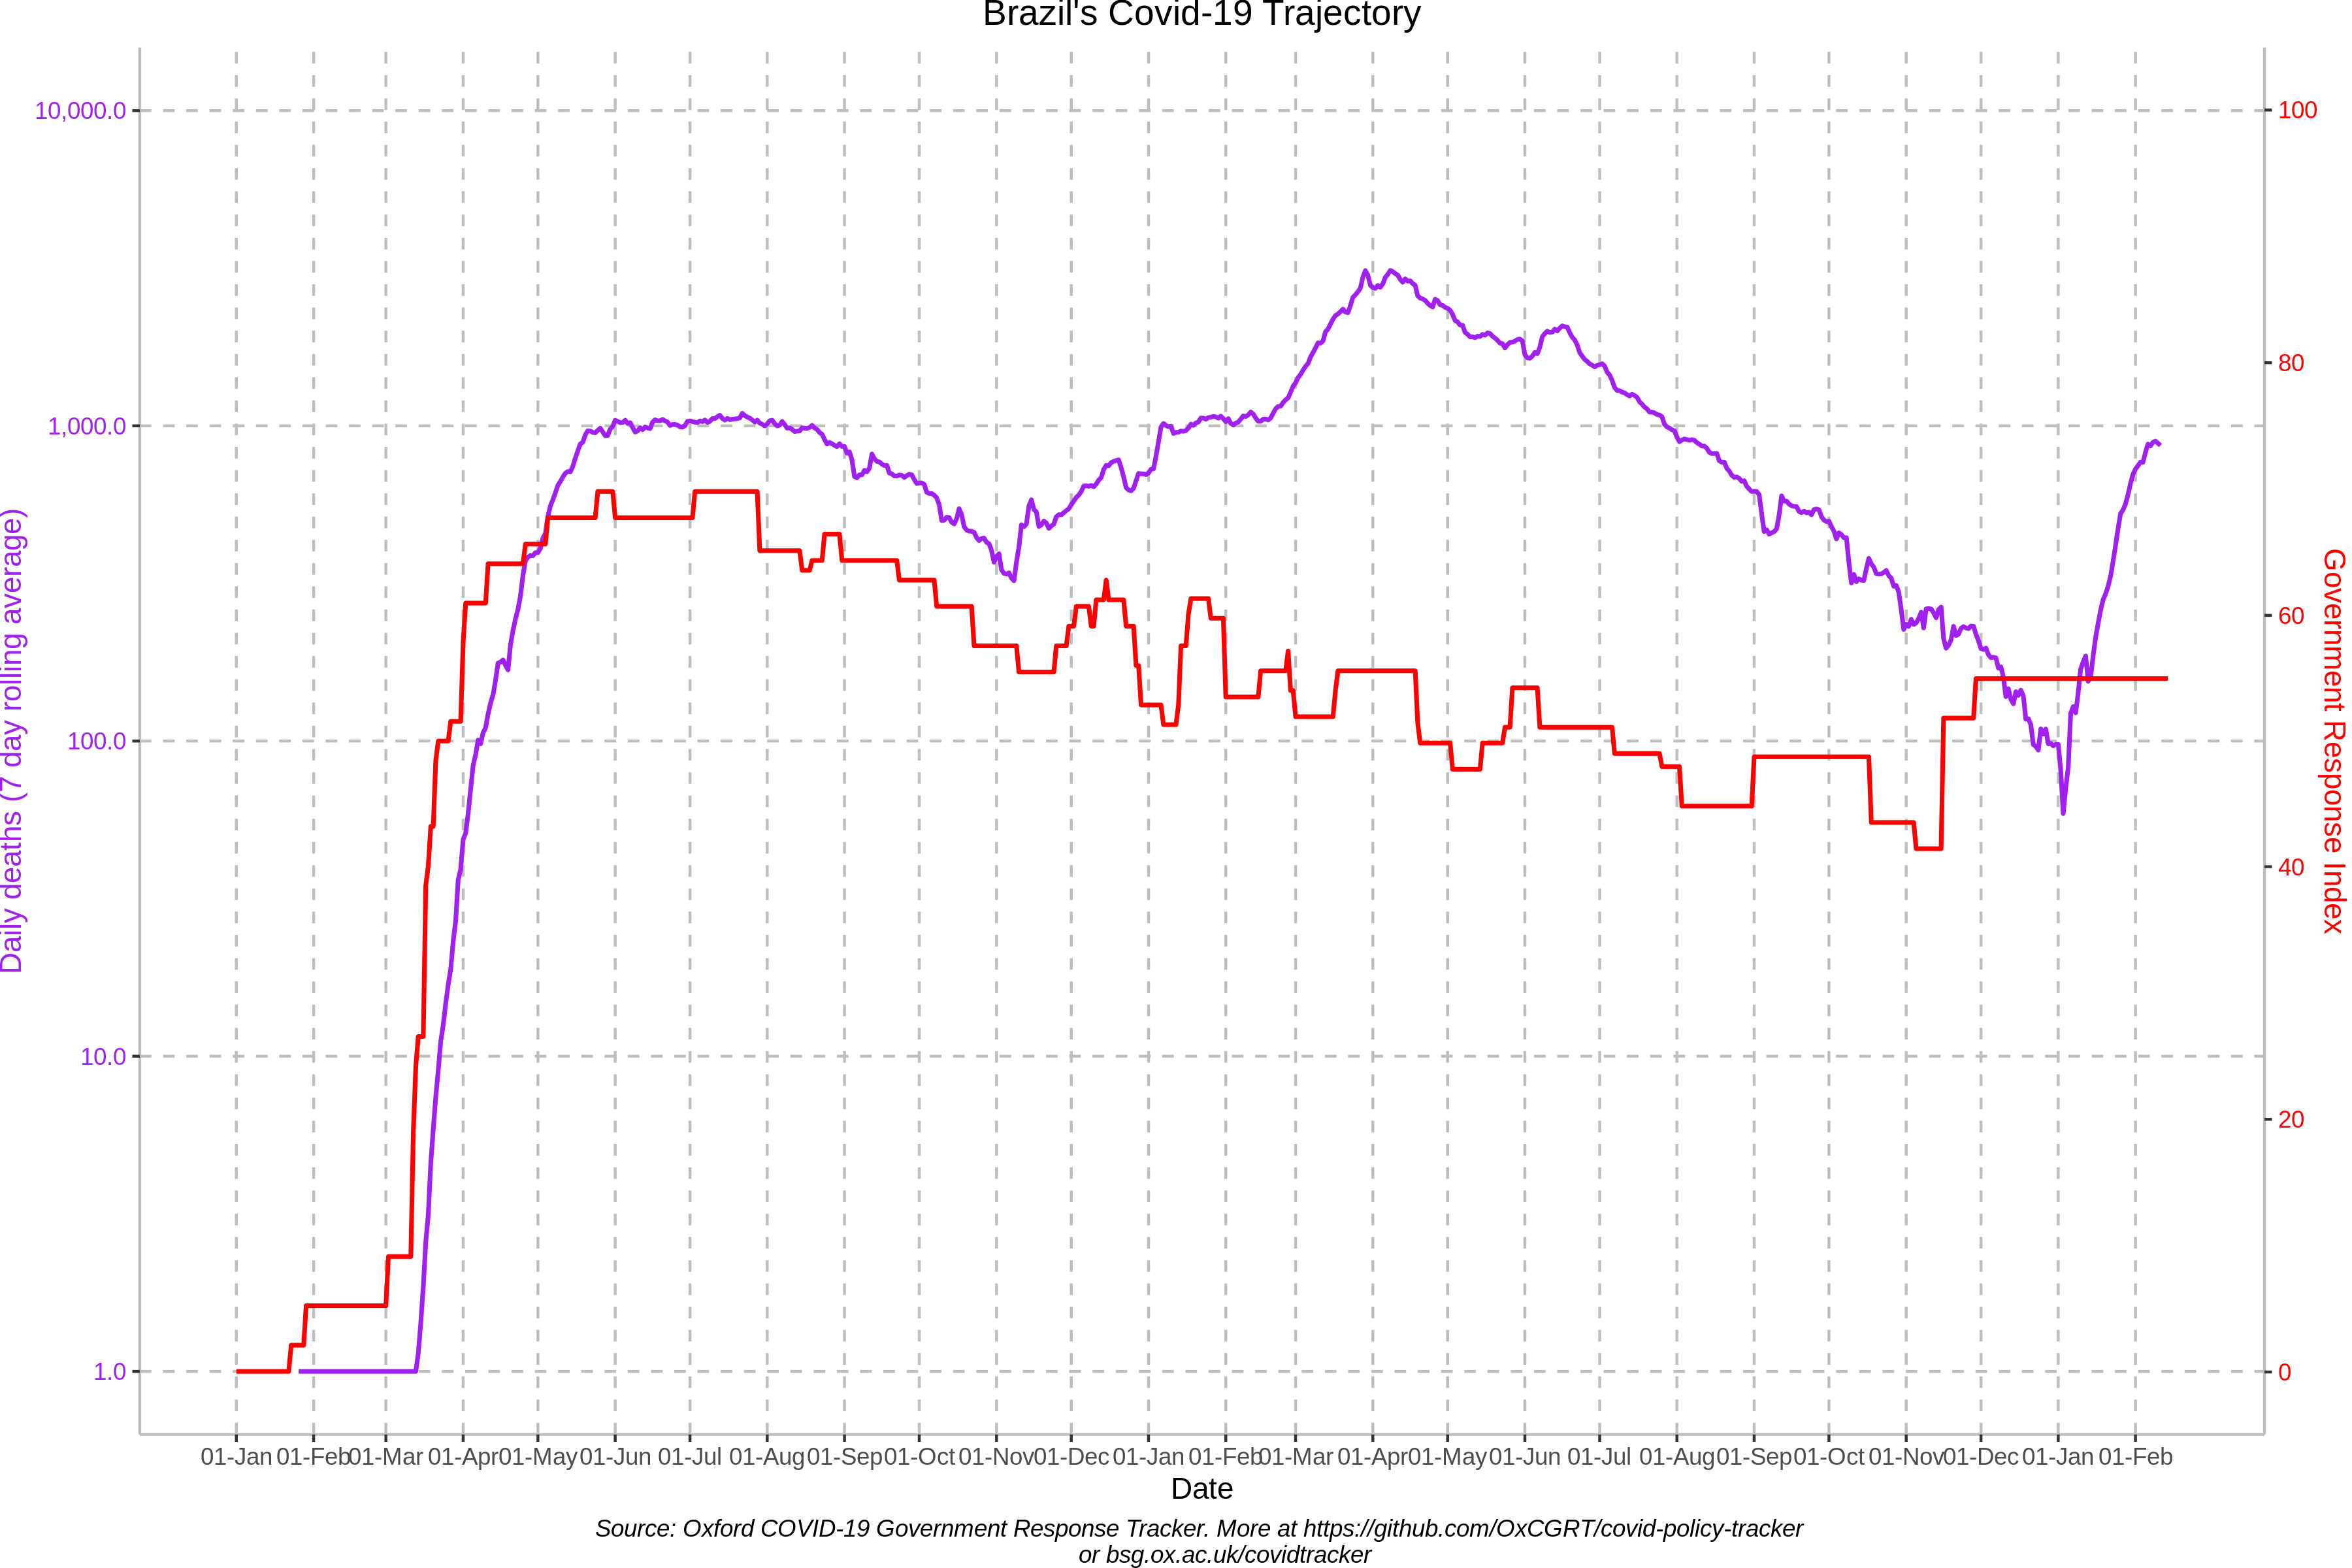 Brazil's Covid-19 Trajectory
10,000.0
1,000.0
100.0
10.0
1.0
Daily deaths (7 day rolling average)
100
80
60
40
20
0
Government Response Index
01-Jan 01-Feb 01-Mar 01-Apr 01-May 01-Jun 01-Jul 01-Aug 01-Sep 01-Oct 01-Nov 01-Dec 01-Jan 01-Feb 01-Mar 01-Apr 01-May 01-Jun 01-Jul 01-Aug 01-Sep 01-Oct 01-Nov 01-Dec 01-Jan 01-Feb
Date
Source: Oxford COVID-19 Government Response Tracker. More at https://github.com/OxCGRT/covid-policy-tracker
or bsg.ox.ac.uk/covidtracker